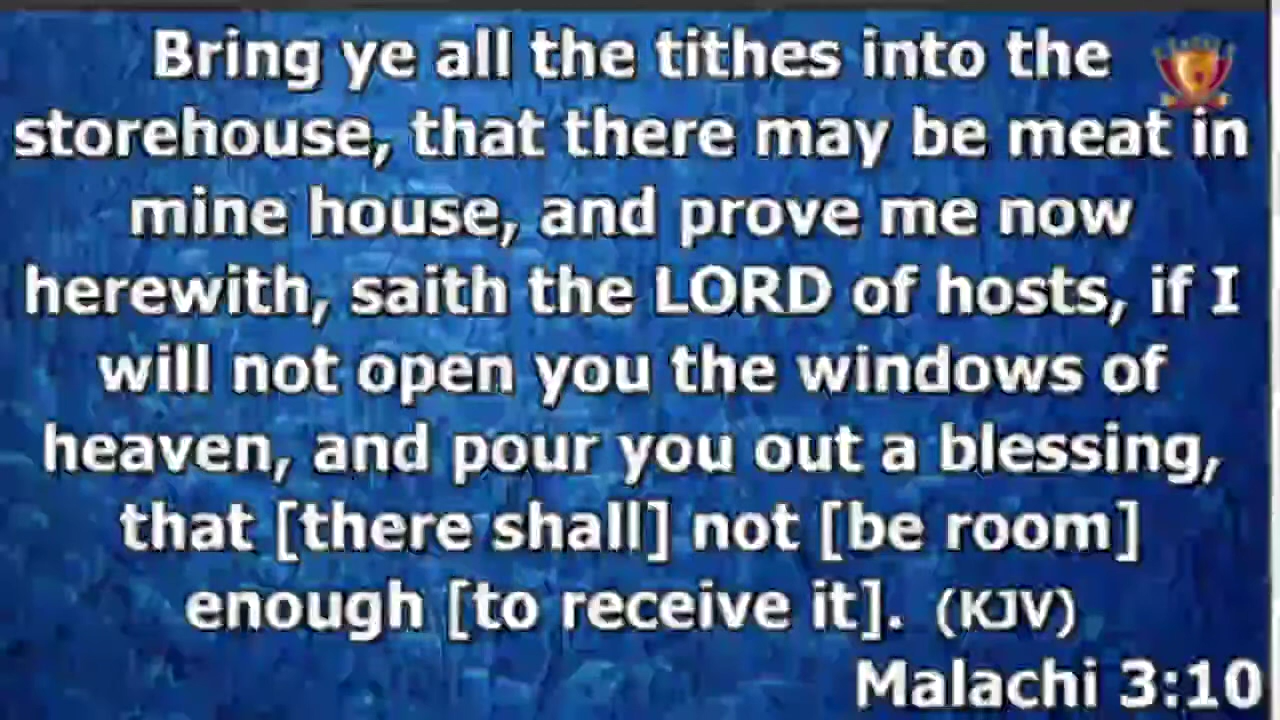 Bring ye all the tithes into the
storehouse, that there may be meat in
mine house, and prove me now
herewith, saith the LORD of hosts, if I
will not open you the windows of
heaven, and pour you out a blessing,
that [there shall] not [be room]
enough [to receive it]. (KJV)
Malachi 3:10